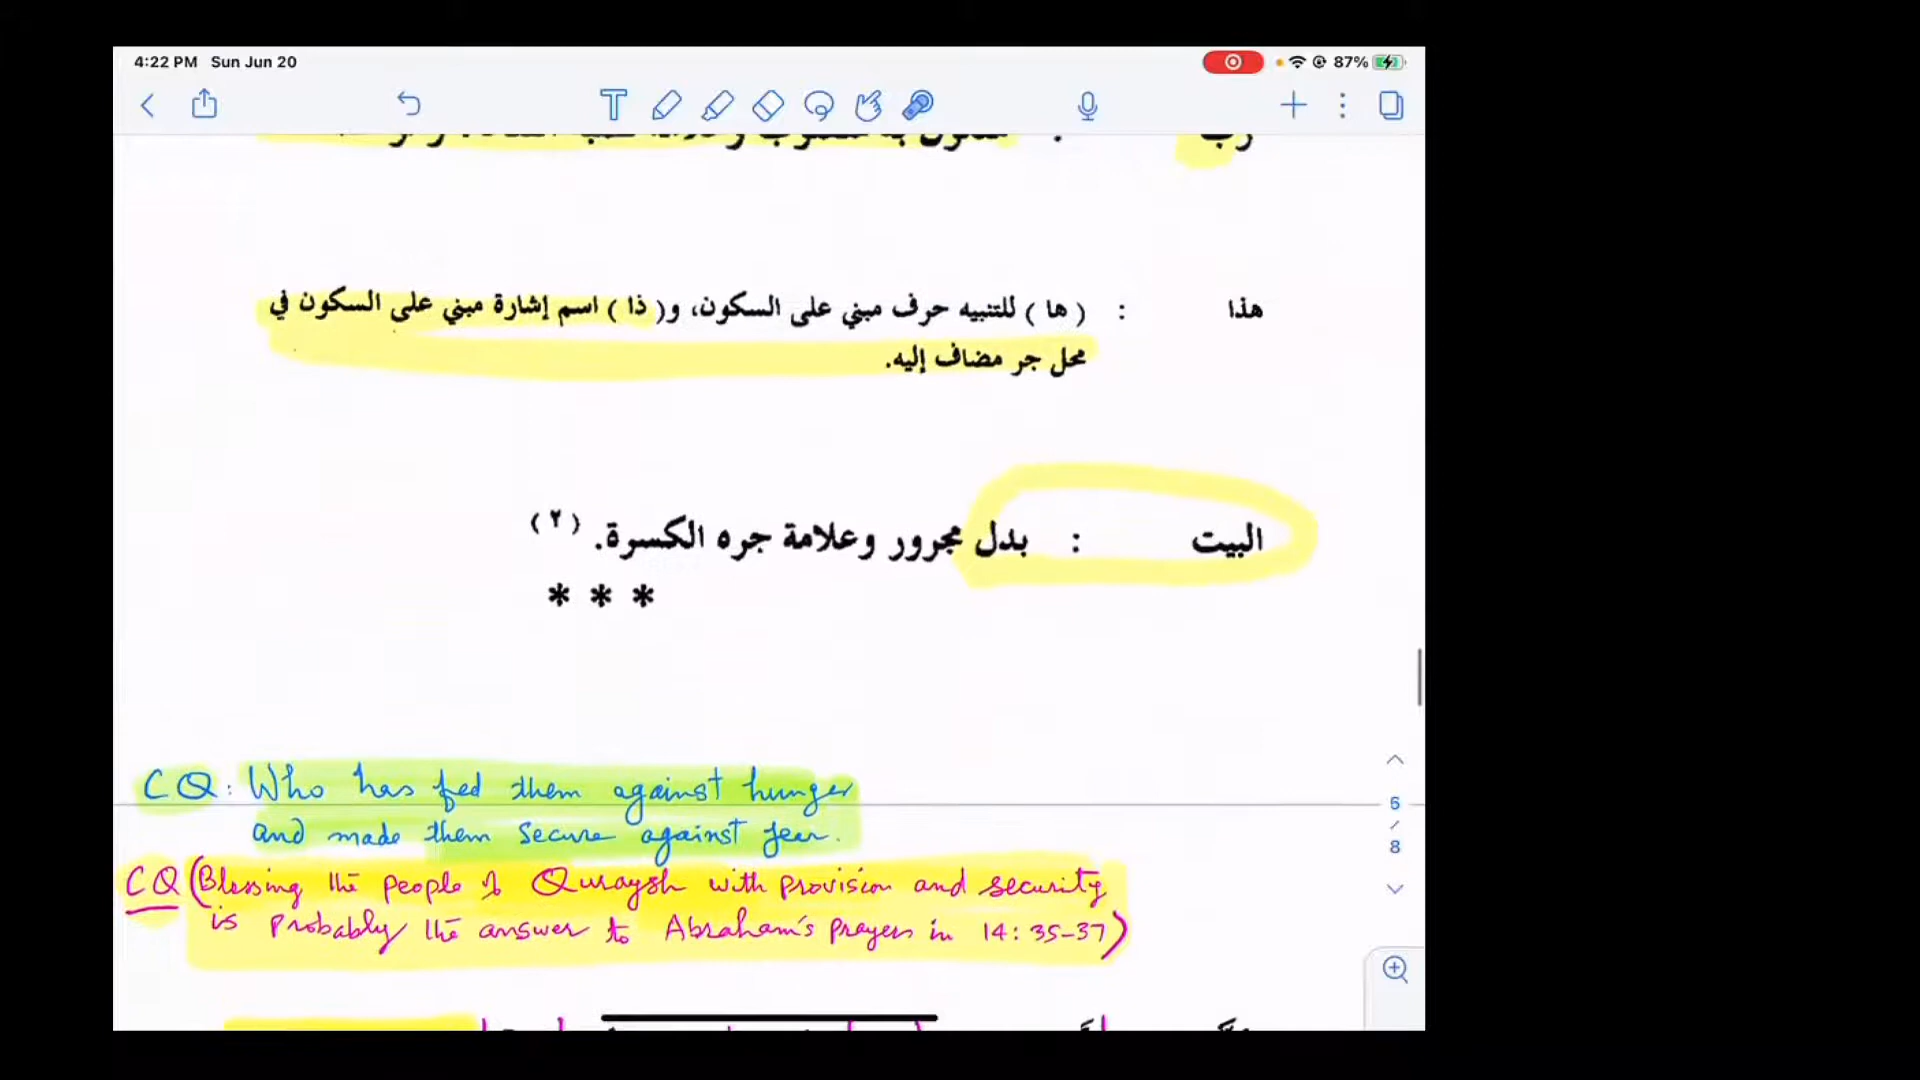 4:22 PM Sun Jun 20
87%
هذا : ( ها ) للتنبيه حرف مبني على السكون، و( ذا ) اسم إشارة مبني على السكون في
محل جر مضاف إليه.
البيت : بدل مجرور وعلامة جره الكسرة. (٢)
* * *
CQ: Who has fed them against hunger
and made them secure against fear.
CQ (Blessing the people of Quraysh with provision and security
is probably the answer to Abraham's prayers in 14:35-37)
6
/
8